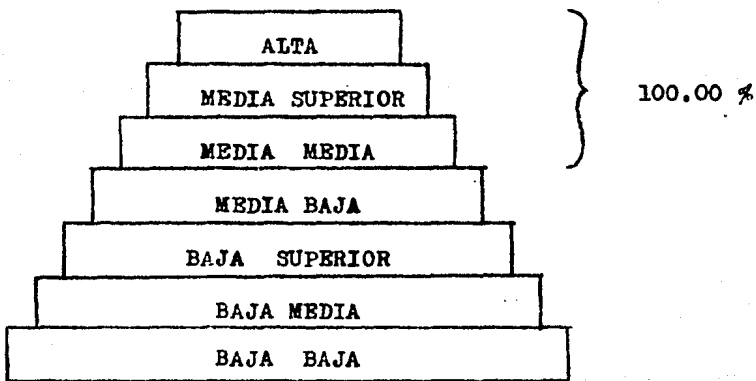 ALTA
MEDIA SUPERIOR
100.00 %
MEDIA MEDIA
MEDIA BAJA
BAJA SUPERIOR
BAJA MEDIA
BAJA BAJA